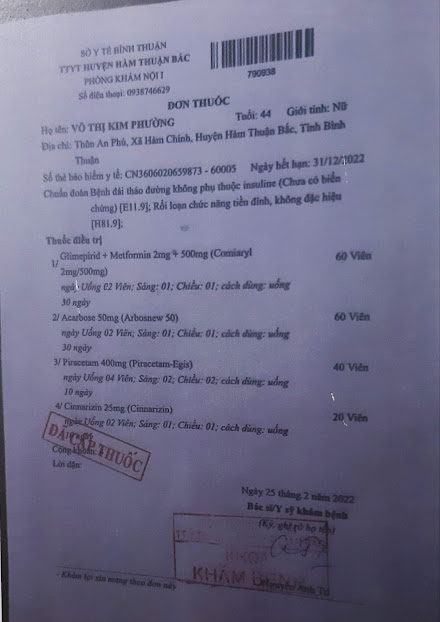 SỞ Y TẾ BÌNH THUẬN
TTYT HUYỆN HÀM THUẬN BẮC
PHÒNG KHÁM NỘI 1
Số điện thoại: 0938746629
790938
ĐƠN THUỐC
Họ tên: VÕ THỊ KIM PHƯỜNG Tuổi: 44 Giới tính: Nữ
Địa chỉ: Thôn An Phú, Xã Hàm Chính, Huyện Hàm Thuận Bắc, Tỉnh Bình
Thuận
Số thẻ bảo hiểm y tế: CN3606020659873 - 60005 Ngày hết hạn: 31/12/2022
Chuẩn đoán Bệnh đái tháo đường không phụ thuộc insuline (Chưa có biến
chứng) [E11.9]; Rối loạn chức năng tiền đình, không đặc hiệu
[H81.9];
Thuốc điều trị
1/ Glimepirid + Metformin 2mg + 500mg (Comiaryl 60 Viên
2mg/500mg)
ngày Uống 02 Viên; Sáng: 01; Chiều: 01; cách dùng: uống
30 ngày
2/ Acarbose 50mg (Arbosnew 50) 60 Viên
ngày Uống 02 Viên; Sáng: 01; Chiều: 01; cách dùng: uống
30 ngày
3/ Piracetam 400mg (Piracetam-Egis) 40 Viên
ngày Uống 04 Viên; Sáng: 02; Chiều: 02; cách dùng: uống
10 ngày
4/ Cinnarizin 25mg (Cinnarizin) 20 Viên
ngày Uống 02 Viên; Sáng: 01; Chiều: 01; cách dùng: uống
10 ngày
ĐÃ CẤP THUỐC
Cộng khoản:
Lời dặn:
Ngày 25 tháng 2 năm 2022
Bác sĩ/Y sỹ khám bệnh
(Ký, ghi rõ họ tên)
KHOA
KHÁM BỆNH
- Khám lại xin mang theo đơn này